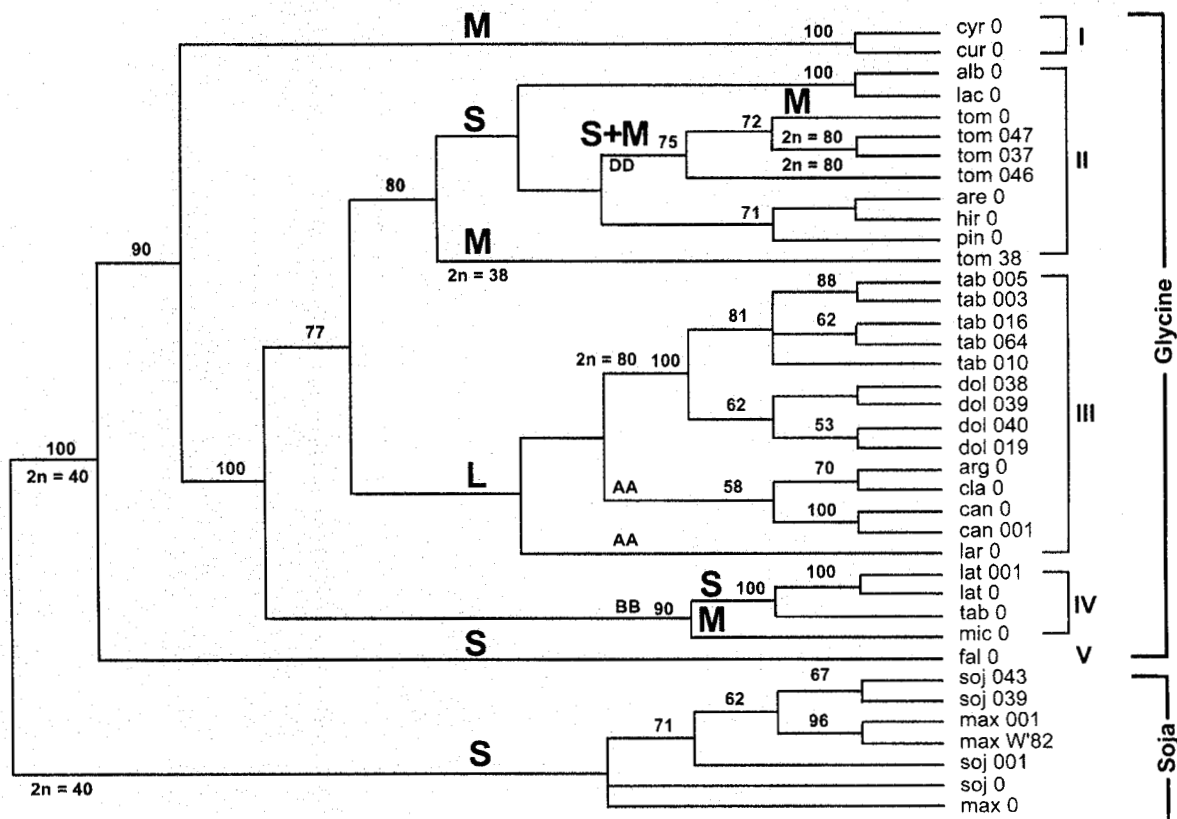 M
100
cyr 0
cur 0
I
100
alb 0
lac 0
S
M
S+M
72
tom 0
75
2n = 80
tom 047
tom 037
DD
2n = 80
tom 046
II
80
are 0
71
hir 0
pin 0
M
tom 38
2n = 38
90
88
tab 005
tab 003
Glycine
77
81
62
tab 016
tab 064
2n = 80
100
tab 010
dol 038
62
dol 039
III
53
dol 040
dol 019
100
2n = 40
100
L
70
arg 0
AA
58
cla 0
100
can 0
can 001
AA
lar 0
100
lat 001
S
100
lat 0
BB
90
IV
M
tab 0
mic 0
S
fal 0
V
67
soj 043
62
soj 039
96
max 001
71
max W'82
S
soj 001
Soja
2n = 40
soj 0
max 0